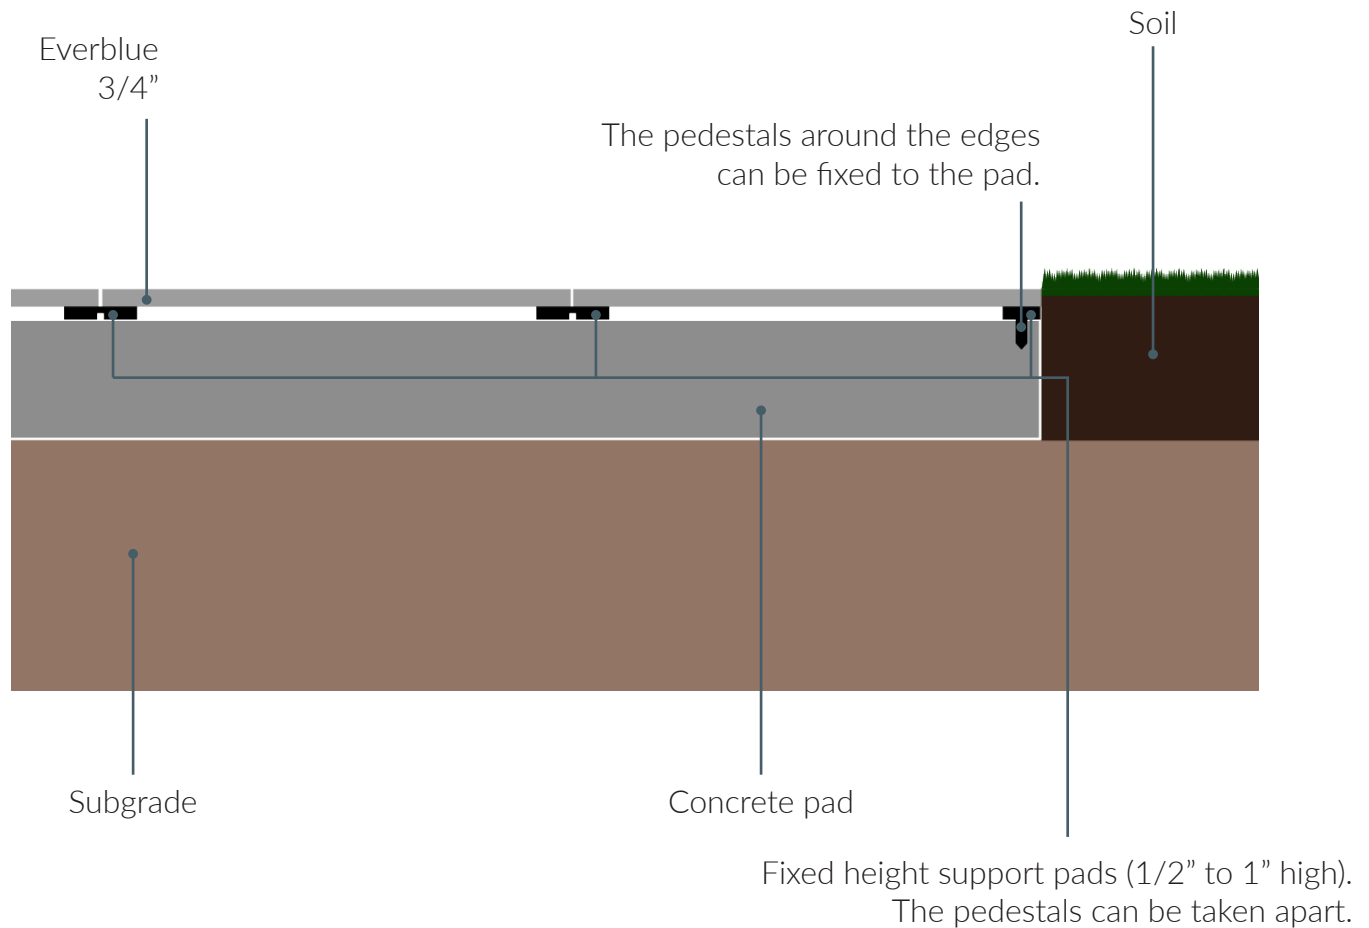 Soil
Everblue
3/4”
The pedestals around the edges
can be fixed to the pad.
Subgrade
Concrete pad
Fixed height support pads (1/2” to 1” high).
The pedestals can be taken apart.